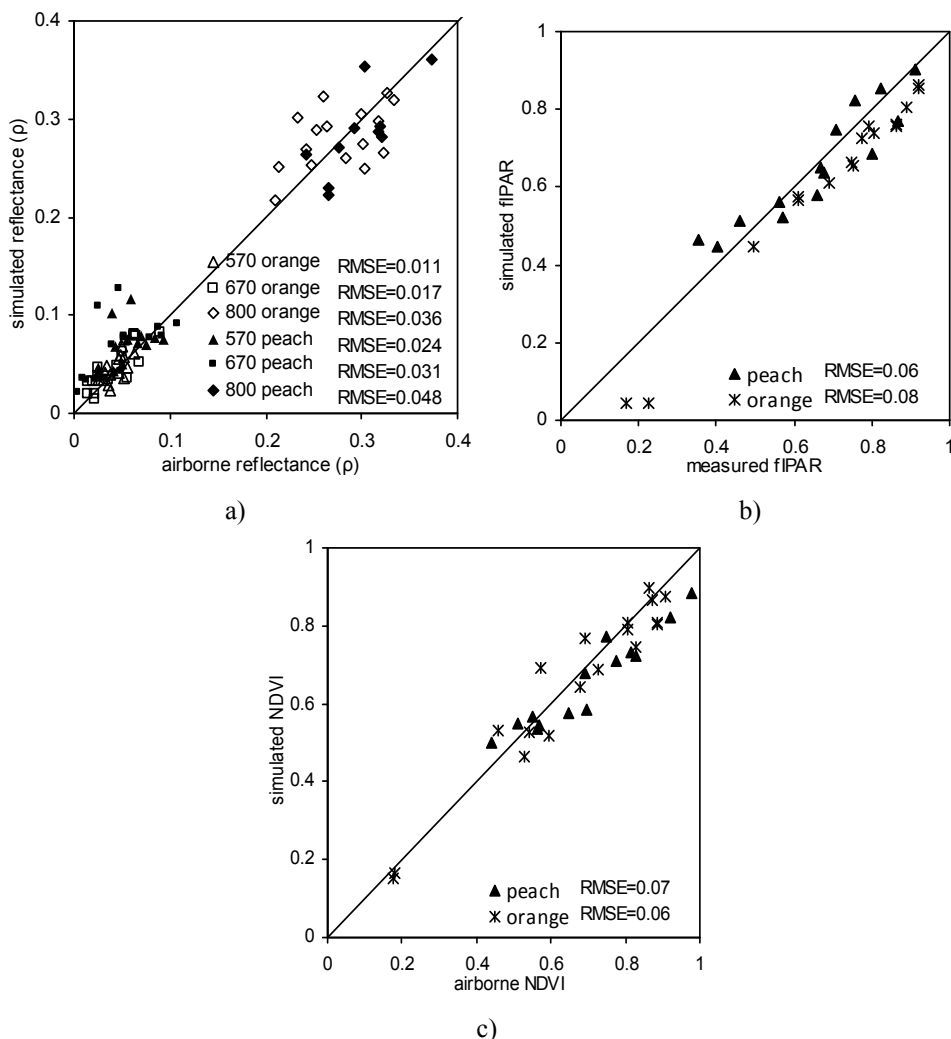 0.4
0.3
0.2
0.1
0
simulated reflectance (ρ)
570 orange RMSE=0.011
670 orange RMSE=0.017
800 orange RMSE=0.036
570 peach RMSE=0.024
670 peach RMSE=0.031
800 peach RMSE=0.048
0 0.1 0.2 0.3 0.4
airborne reflectance (ρ)
a)
1
0.8
0.6
0.4
0.2
0
simulated fIPAR
peach RMSE=0.06
orange RMSE=0.08
0 0.2 0.4 0.6 0.8 1
measured fIPAR
b)
1
0.8
0.6
0.4
0.2
0
simulated NDVI
peach RMSE=0.07
orange RMSE=0.06
0 0.2 0.4 0.6 0.8 1
airborne NDVI
c)